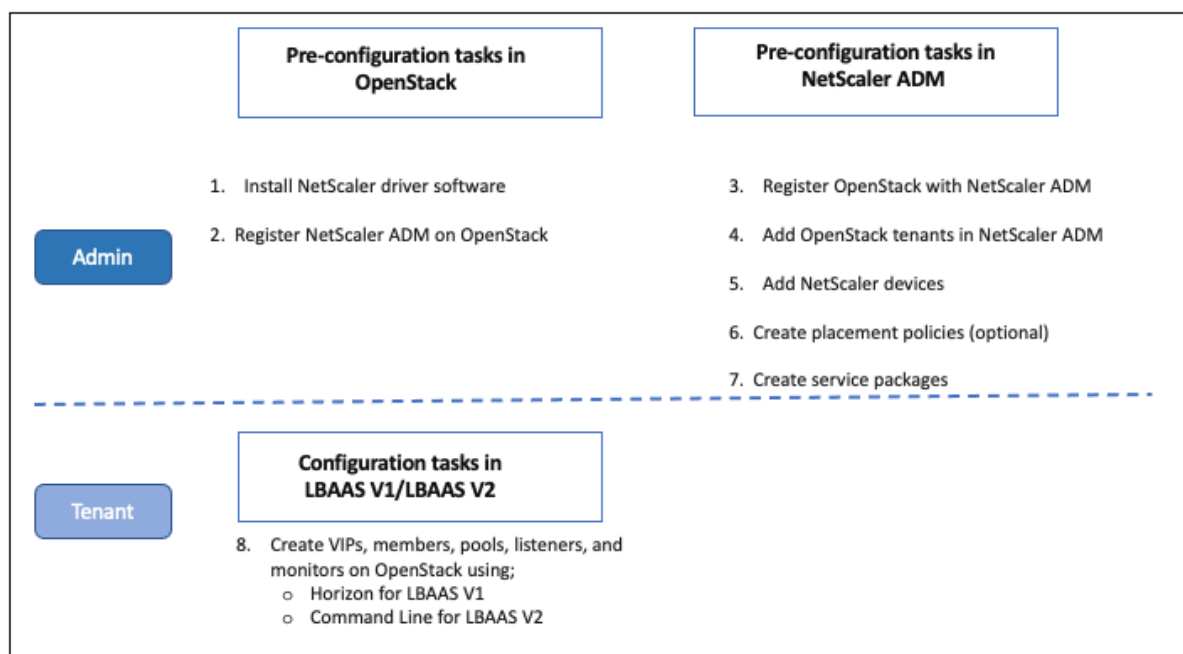 Pre-configuration tasks in
OpenStack
Pre-configuration tasks in
NetScaler ADM
Admin
1. Install NetScaler driver software
2. Register NetScaler ADM on OpenStack
3. Register OpenStack with NetScaler ADM
4. Add OpenStack tenants in NetScaler ADM
5. Add NetScaler devices
6. Create placement policies (optional)
7. Create service packages
Tenant
Configuration tasks in
LBAAS V1/LBAAS V2
8. Create VIPs, members, pools, listeners, and
monitors on OpenStack using;
o Horizon for LBAAS V1
o Command Line for LBAAS V2